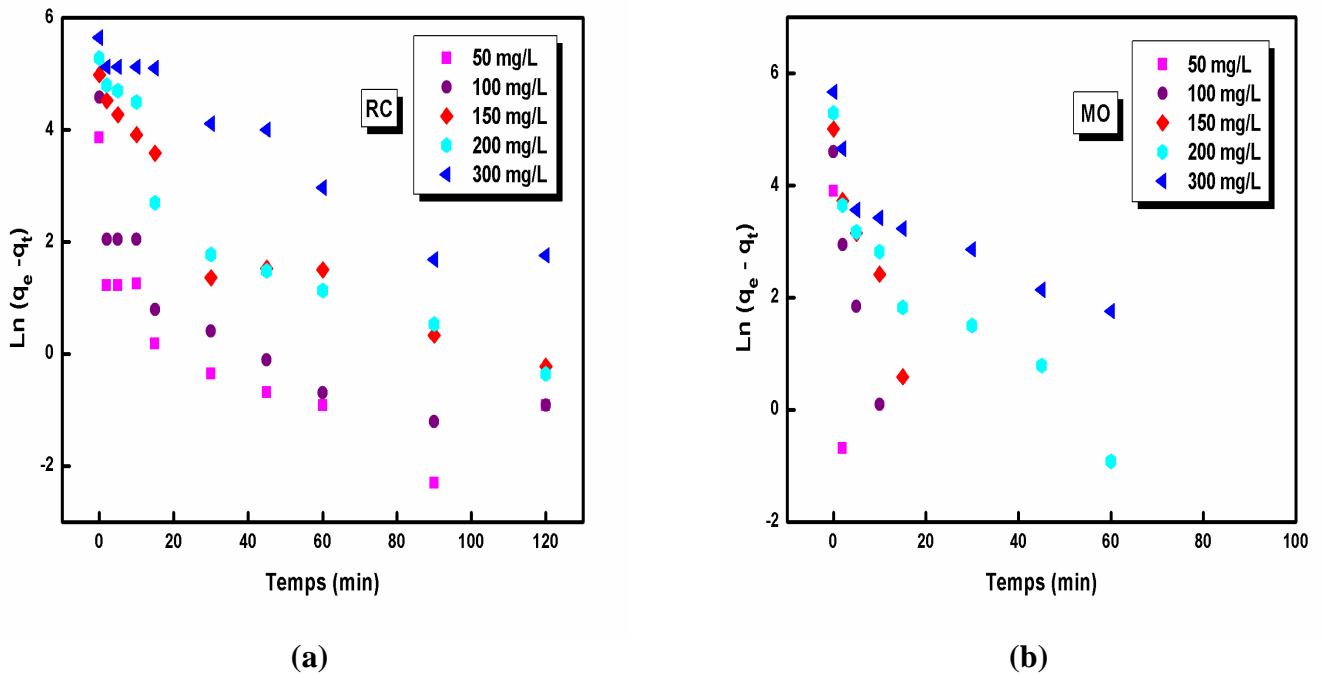 6
4
2
0
-2
Ln (qe -qt)
RC
50 mg/L
100 mg/L
150 mg/L
200 mg/L
300 mg/L
0 20 40 60 80 100 120
Temps (min)
(a)
6
4
2
0
-2
Ln (qe - qt)
MO
50 mg/L
100 mg/L
150 mg/L
200 mg/L
300 mg/L
0 20 40 60 80 100
Temps (min)
(b)